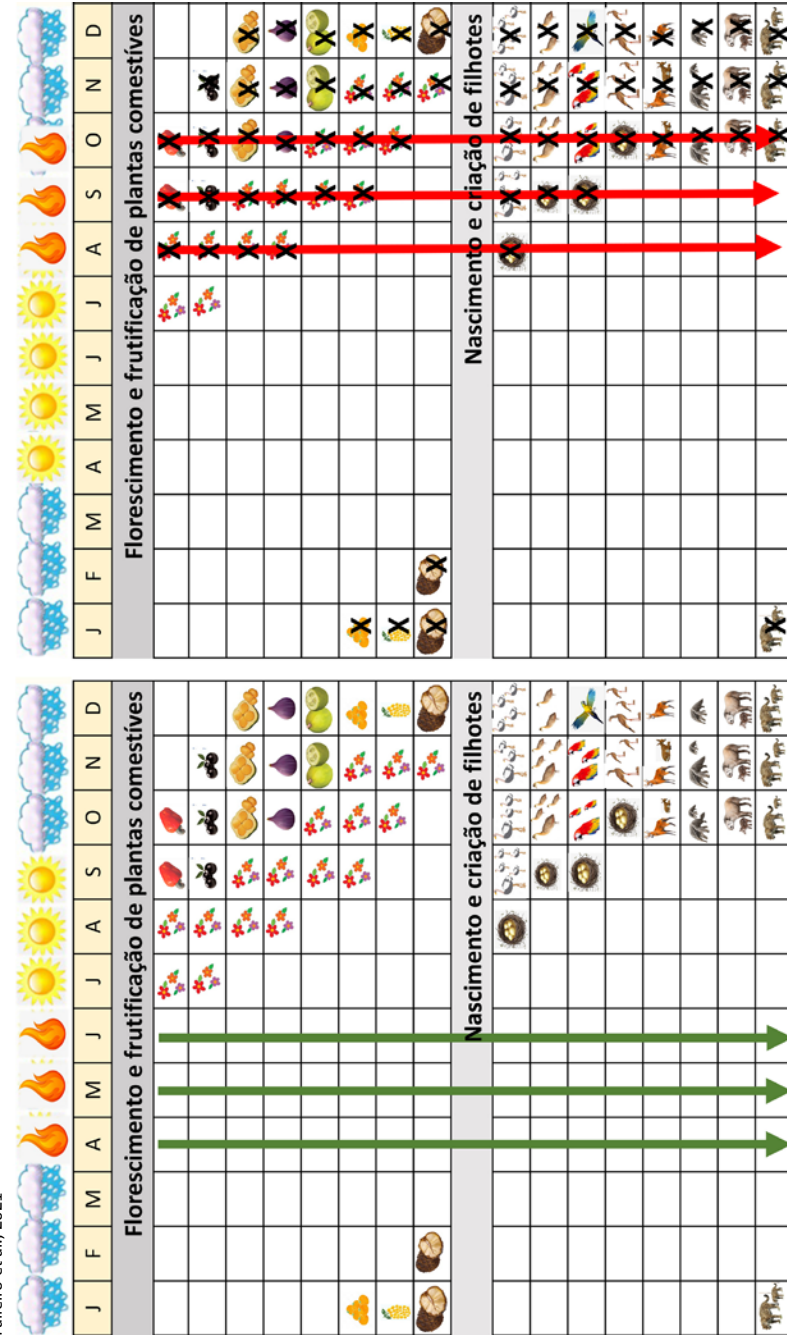 J F M A M J J A S O N D
Florescimento e frutificação de plantas comestíves
Nascimento e criação de filhotes
J F M A M J J A S O N D
Florescimento e frutificação de plantas comestíves
Nascimento e criação de filhotes